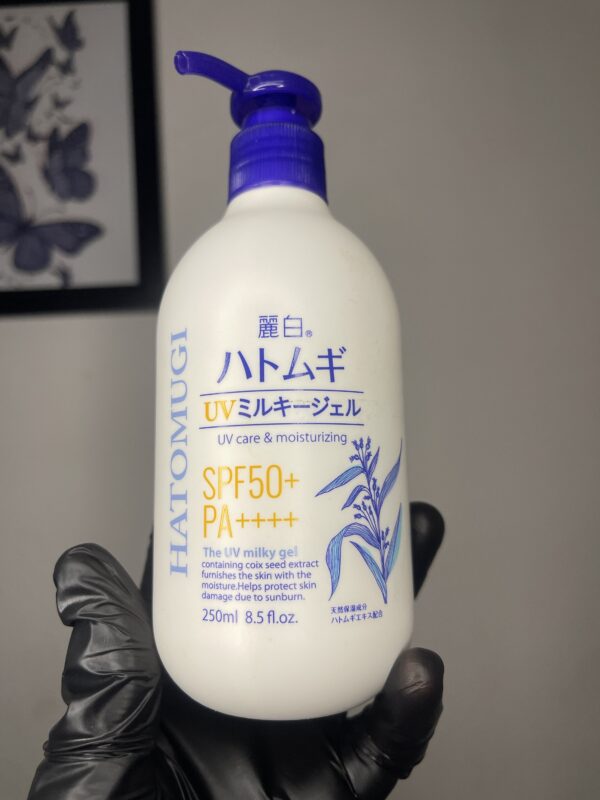 麗白®
ハトムギ
UVミルキージェル
UV care & moisturizing
HATOMUGI
SPF50+
PA++++
The UV milky gel
containing coix seed extract
furnishes the skin with the
moisture.Helps protect skin
damage due to sunburn.
250ml 8.5 fl.oz.
天然保湿成分
ハトムギエキス配合